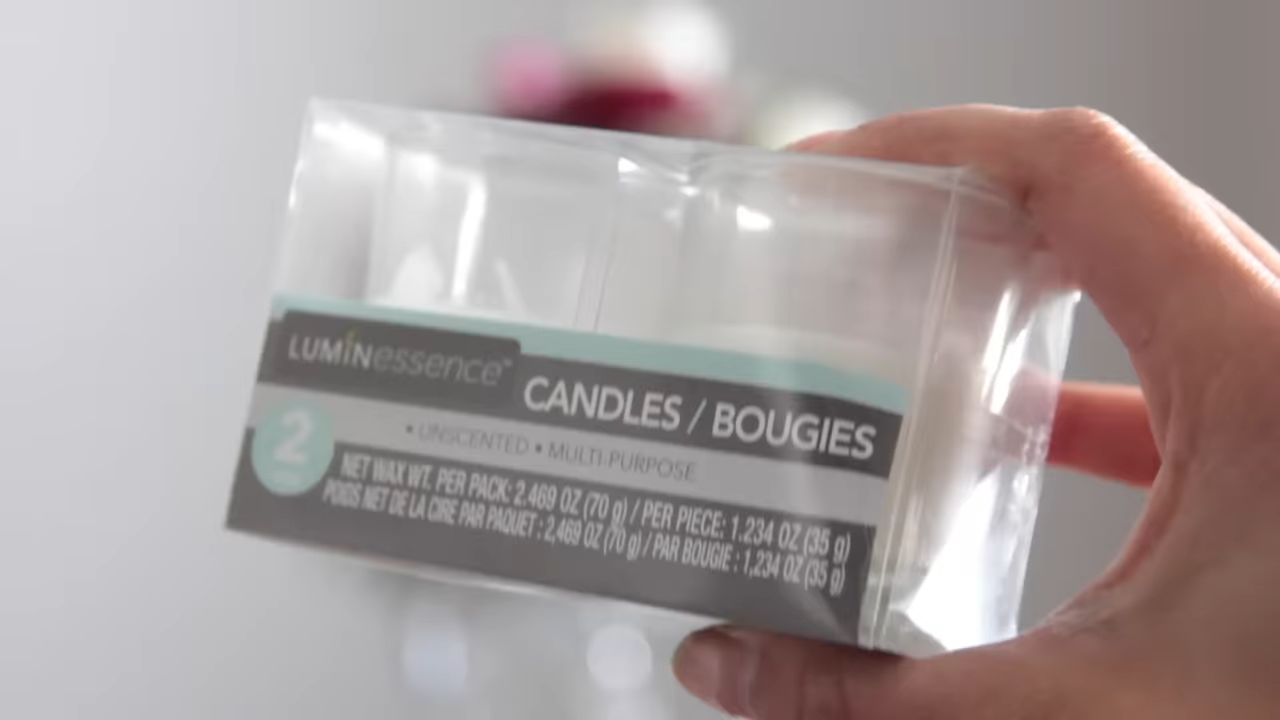 LUMiNessence™
CANDLES / BOUGIES
2
• UNSCENTED • MULTI-PURPOSE
NET WAX WT. PER PACK: 2.469 OZ (70 g) / PER PIECE: 1.234 OZ (35 g)
POIDS NET DE LA CIRE PAR PAQUET : 2,469 OZ (70 g) / PAR BOUGIE : 1,234 OZ (35 g)